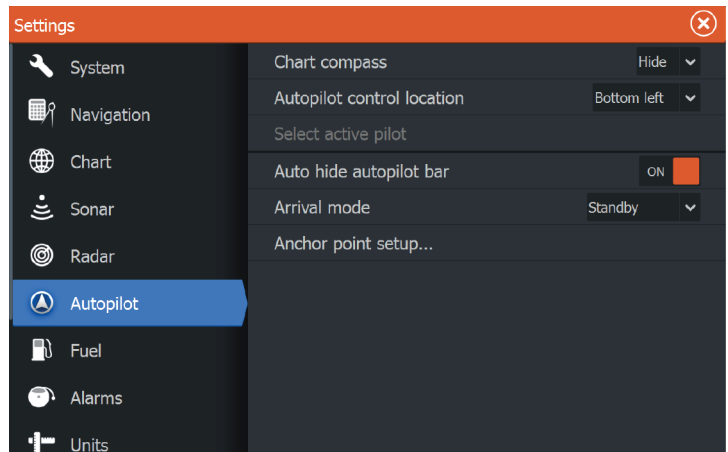 Settings
System
Navigation
Chart
Sonar
Radar
Autopilot
Fuel
Alarms
Units
Chart compass Hide
Autopilot control location Bottom left
Select active pilot
Auto hide autopilot bar ON
Arrival mode Standby
Anchor point setup...